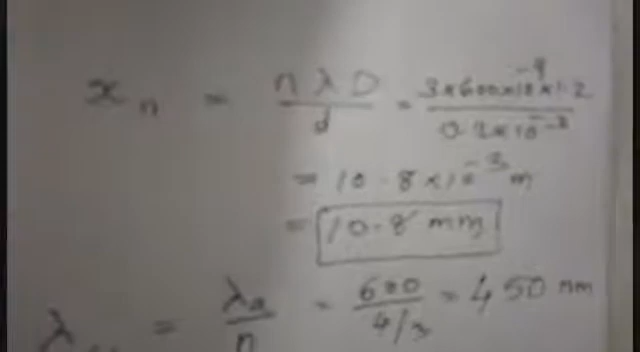 xₙ = nλD/d = 3×600×10⁻⁹×1.2/0.2×10⁻³
= 10.8×10⁻³ m
= 10.8 mm
λ = λₐ/n = 600/4/3 = 450 nm